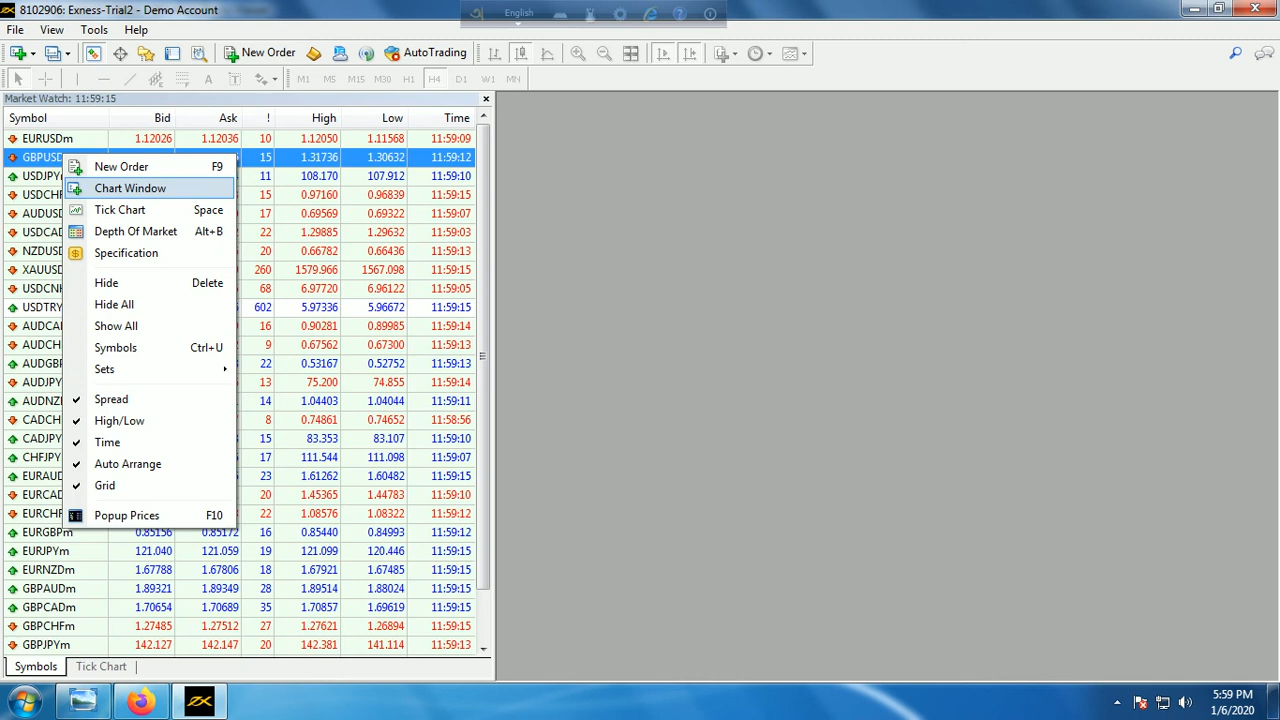 8102906: Exness-Trial2 - Demo Account
English
File View Tools Help
New Order AutoTrading
M1 M5 M15 M30 H1 H4 D1 W1 MN
Market Watch: 11:59:15
Symbol Bid Ask ! High Low Time
EURUSDm 1.12026 1.12036 10 1.12050 1.11568 11:59:09
GBPUSD 15 1.31736 1.30632 11:59:12
New Order F9
USDJPY 11 108.170 107.912 11:59:10
Chart Window
USDCHF 15 0.97160 0.96839 11:59:13
Tick Chart Space
AUDUSD 17 0.69569 0.69322 11:59:07
Depth Of Market Alt+B
USDCAD 22 1.29885 1.29632 11:59:03
Specification
NZDUSD 20 0.66782 0.66436 11:59:13
XAUUSD 260 1579.966 1567.098 11:59:15
Hide Delete
USDCNH 68 6.97720 6.96122 11:59:05
Hide All
USDTRY 602 5.97336 5.96672 11:59:15
Show All
AUDCAD 16 0.90281 0.89985 11:59:14
Symbols Ctrl+U
AUDCH 9 0.67562 0.67300 11:59:13
Sets
AUDGBP 22 0.53167 0.52752 11:59:13
AUDJPY 13 75.200 74.855 11:59:14
Spread
AUDNZ 14 1.04403 1.04044 11:59:11
High/Low
CADCH 8 0.74861 0.74652 11:58:56
Time
CADJPY 15 83.353 83.107 11:59:10
Auto Arrange
CHFJPY 17 111.544 111.098 11:59:07
Grid
EURAUD 23 1.61262 1.60482 11:59:15
EURCAD 20 1.45365 1.44783 11:59:10
Popup Prices F10
EURCHF 22 1.08576 1.08322 11:59:12
EURGBPm 0.85156 0.85172 16 0.85440 0.84993 11:59:12
EURJPYm 121.040 121.059 19 121.099 120.446 11:59:15
EURNZDm 1.67788 1.67806 18 1.67921 1.67485 11:59:15
GBPAUDm 1.89321 1.89349 28 1.89514 1.88024 11:59:15
GBPCADm 1.70654 1.70689 35 1.70857 1.69619 11:59:15
GBPCHFm 1.27485 1.27512 27 1.27621 1.26894 11:59:15
GBPJPYm 142.127 142.147 20 142.381 141.114 11:59:13
Symbols Tick Chart
5:59 PM
1/6/2020